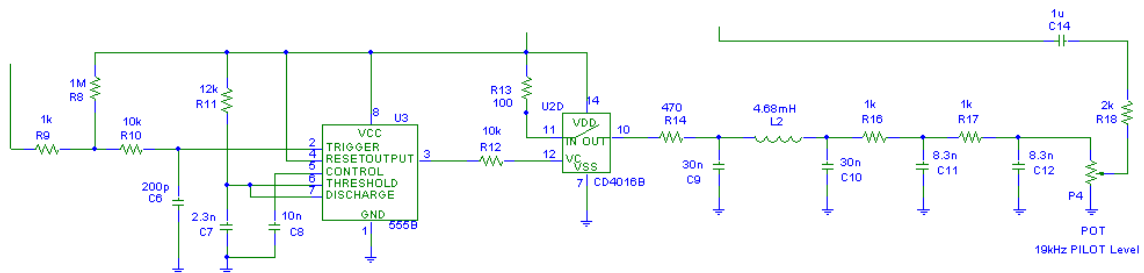 1u
C14
1M
R8
12k
R11
R13
100
U2D
14
470
R14
4.68mH
L2
1k
R16
1k
R17
2k
R18
1k
R9
10k
R10
8
U3
VCC
2
TRIGGER
4
RESET OUTPUT
3
5
CONTROL
6
THRESHOLD
7
DISCHARGE
GND
1
555B
10k
R12
VDD
11
IN OUT
10
12
VC
VSS
7
CD4016B
200p
C6
2.3n
C7
10n
C8
30n
C9
30n
C10
8.3n
C11
8.3n
C12
P4
POT
19kHz PILOT Level